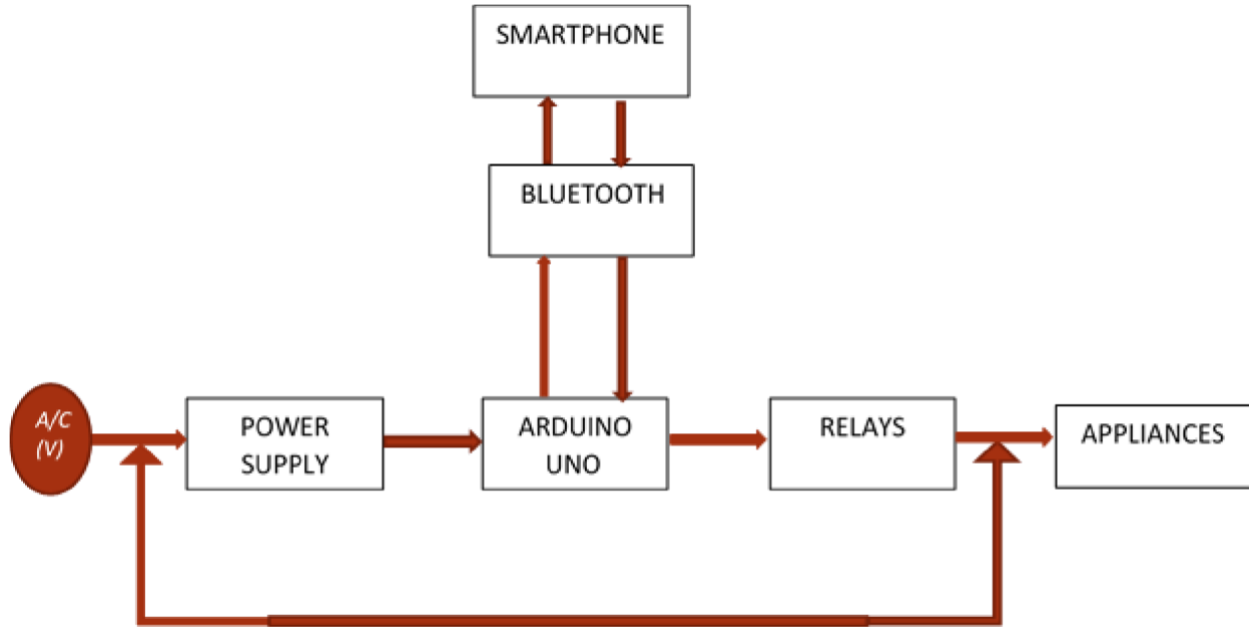 SMARTPHONE
BLUETOOTH
A/C
(V)
POWER
SUPPLY
ARDUINO
UNO
RELAYS
APPLIANCES